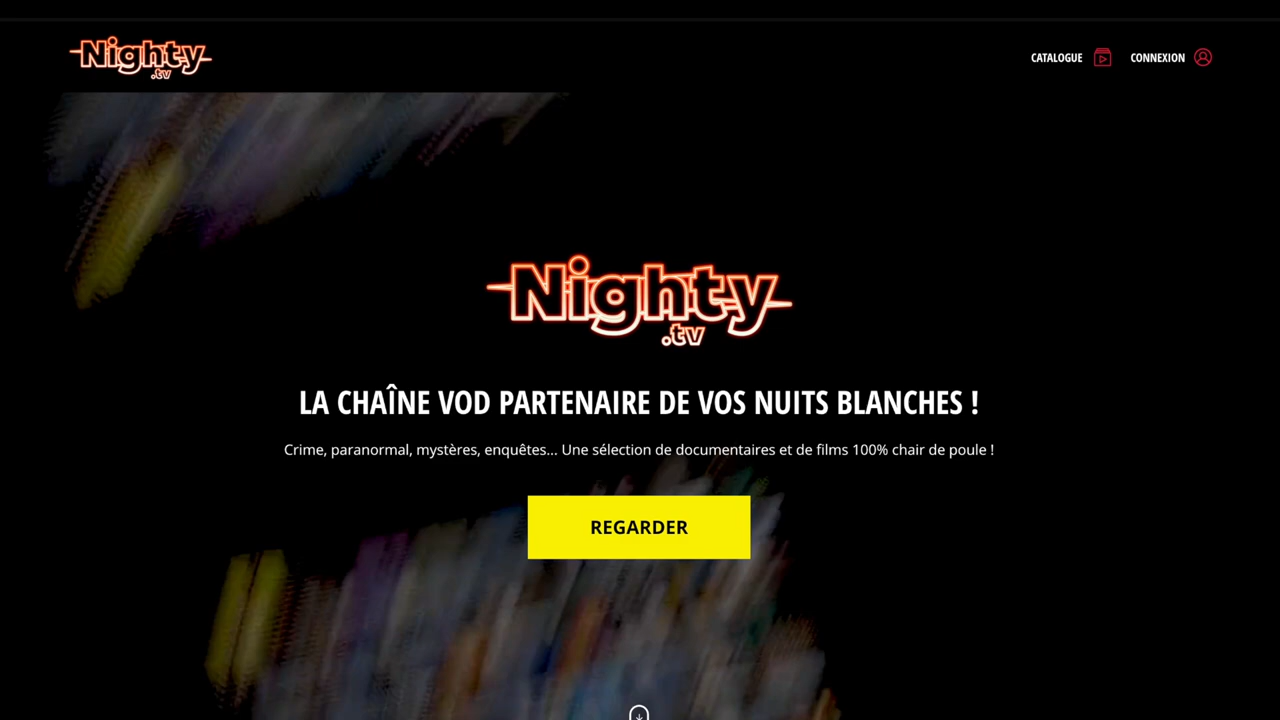 Nighty
.tv
CATALOGUE
CONNEXION
Nighty
.tv
LA CHAÎNE VOD PARTENAIRE DE VOS NUITS BLANCHES !
Crime, paranormal, mystères, enquêtes... Une sélection de documentaires et de films 100% chair de poule !
REGARDER